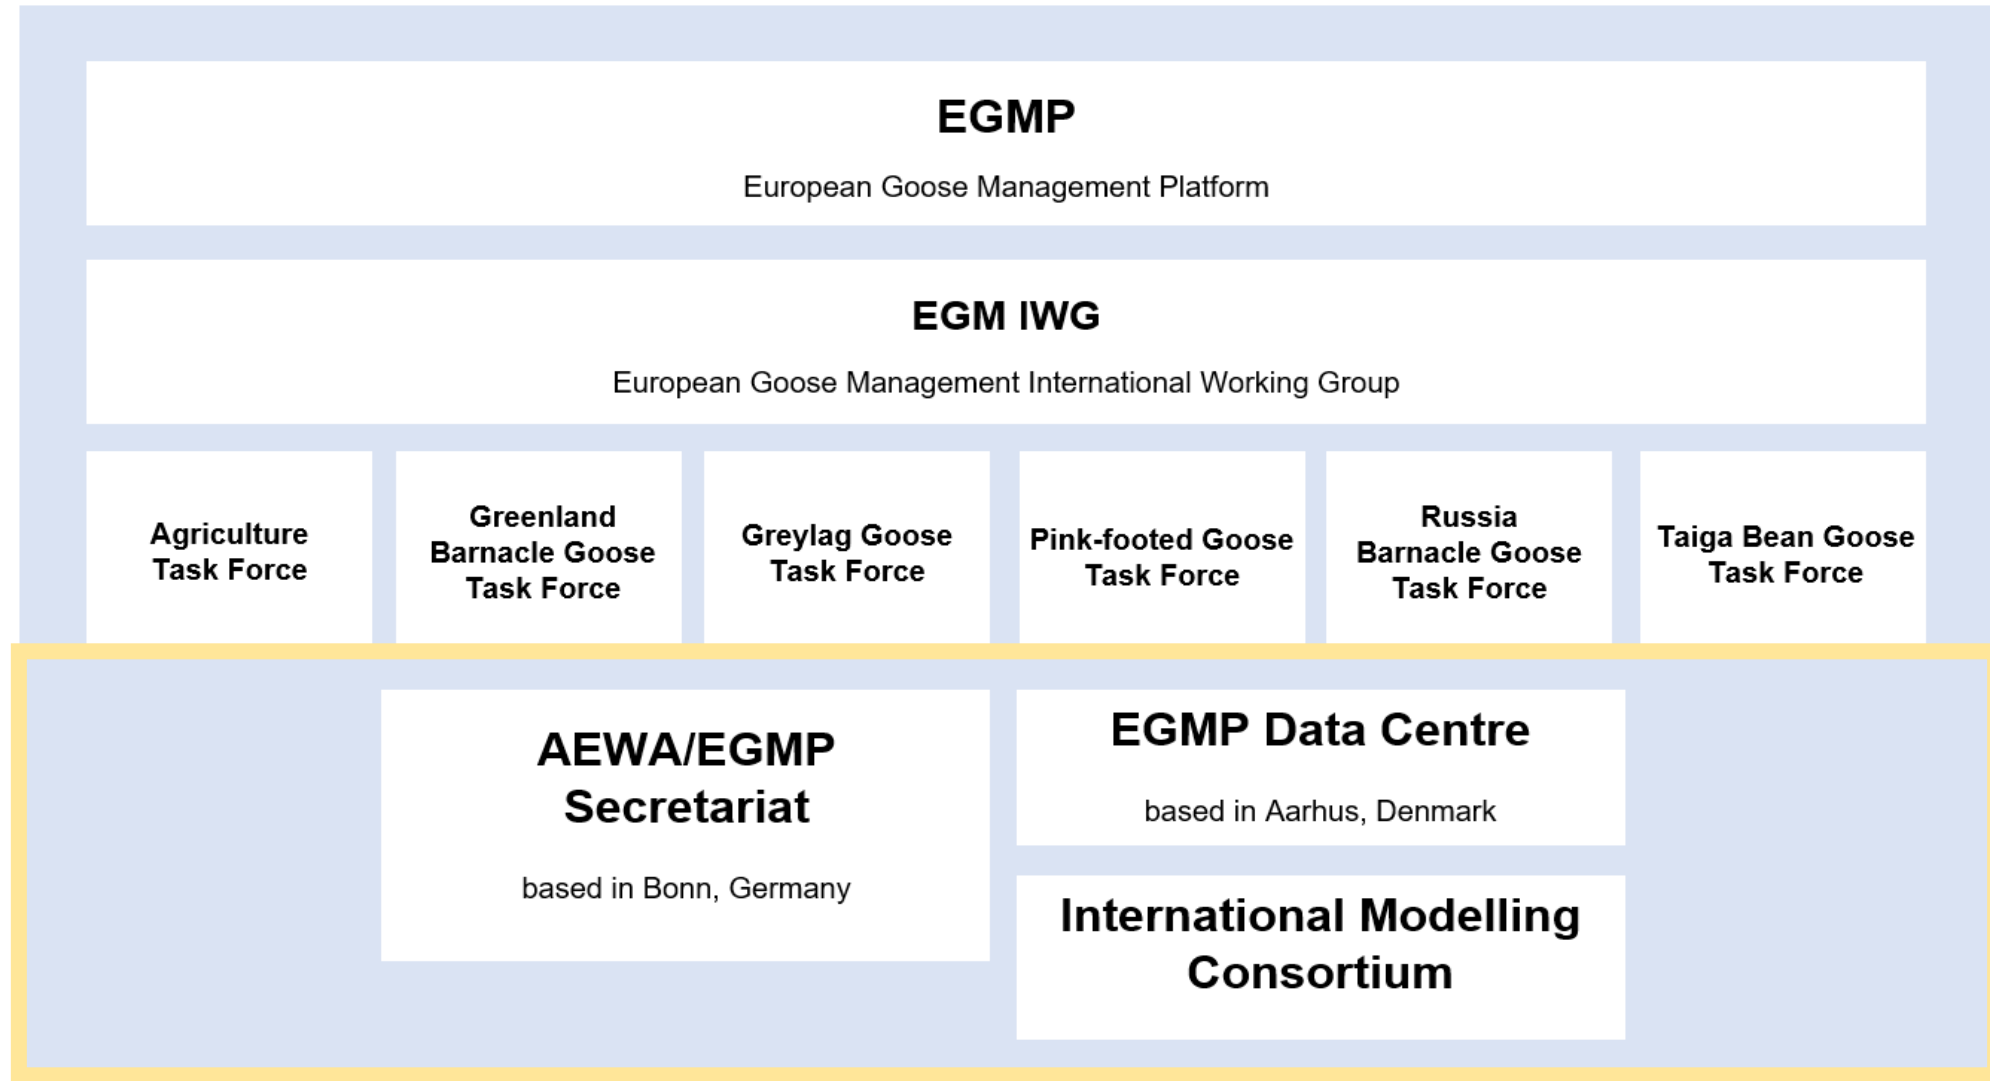 EGMP
European Goose Management Platform
EGM IWG
European Goose Management International Working Group
Agriculture
Task Force
Greenland
Barnacle Goose
Task Force
Greylag Goose
Task Force
Pink-footed Goose
Task Force
Russia
Barnacle Goose
Task Force
Taiga Bean Goose
Task Force
AEWA/EGMP
Secretariat
based in Bonn, Germany
EGMP Data Centre
based in Aarhus, Denmark
International Modelling
Consortium